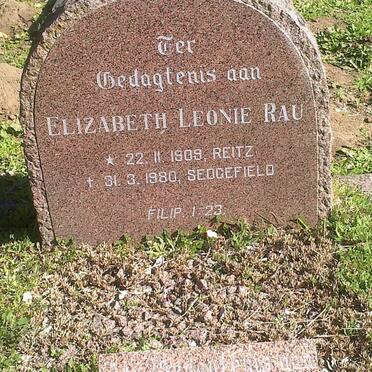 Ter
Gedagtenis aan
ELIZABETH LEONIE RAU
* 22. 11. 1909, REITZ
† 31. 3. 1980, SEDGEFIELD
FILIP. 1:23.